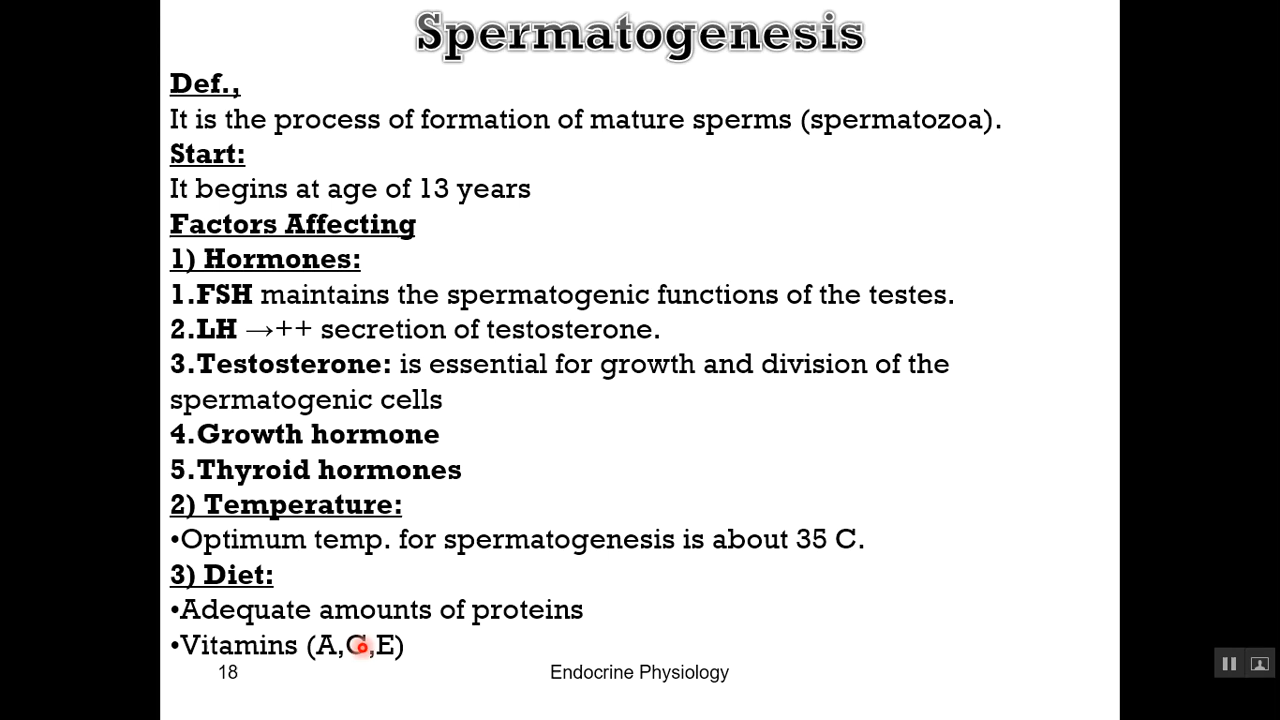 Spermatogenesis
Def.,
It is the process of formation of mature sperms (spermatozoa).
Start:
It begins at age of 13 years
Factors Affecting
1) Hormones:
1.FSH maintains the spermatogenic functions of the testes.
2.LH →++ secretion of testosterone.
3.Testosterone: is essential for growth and division of the
spermatogenic cells
4.Growth hormone
5.Thyroid hormones
2) Temperature:
•Optimum temp. for spermatogenesis is about 35 C.
3) Diet:
•Adequate amounts of proteins
•Vitamins (A,C,E)
18 Endocrine Physiology